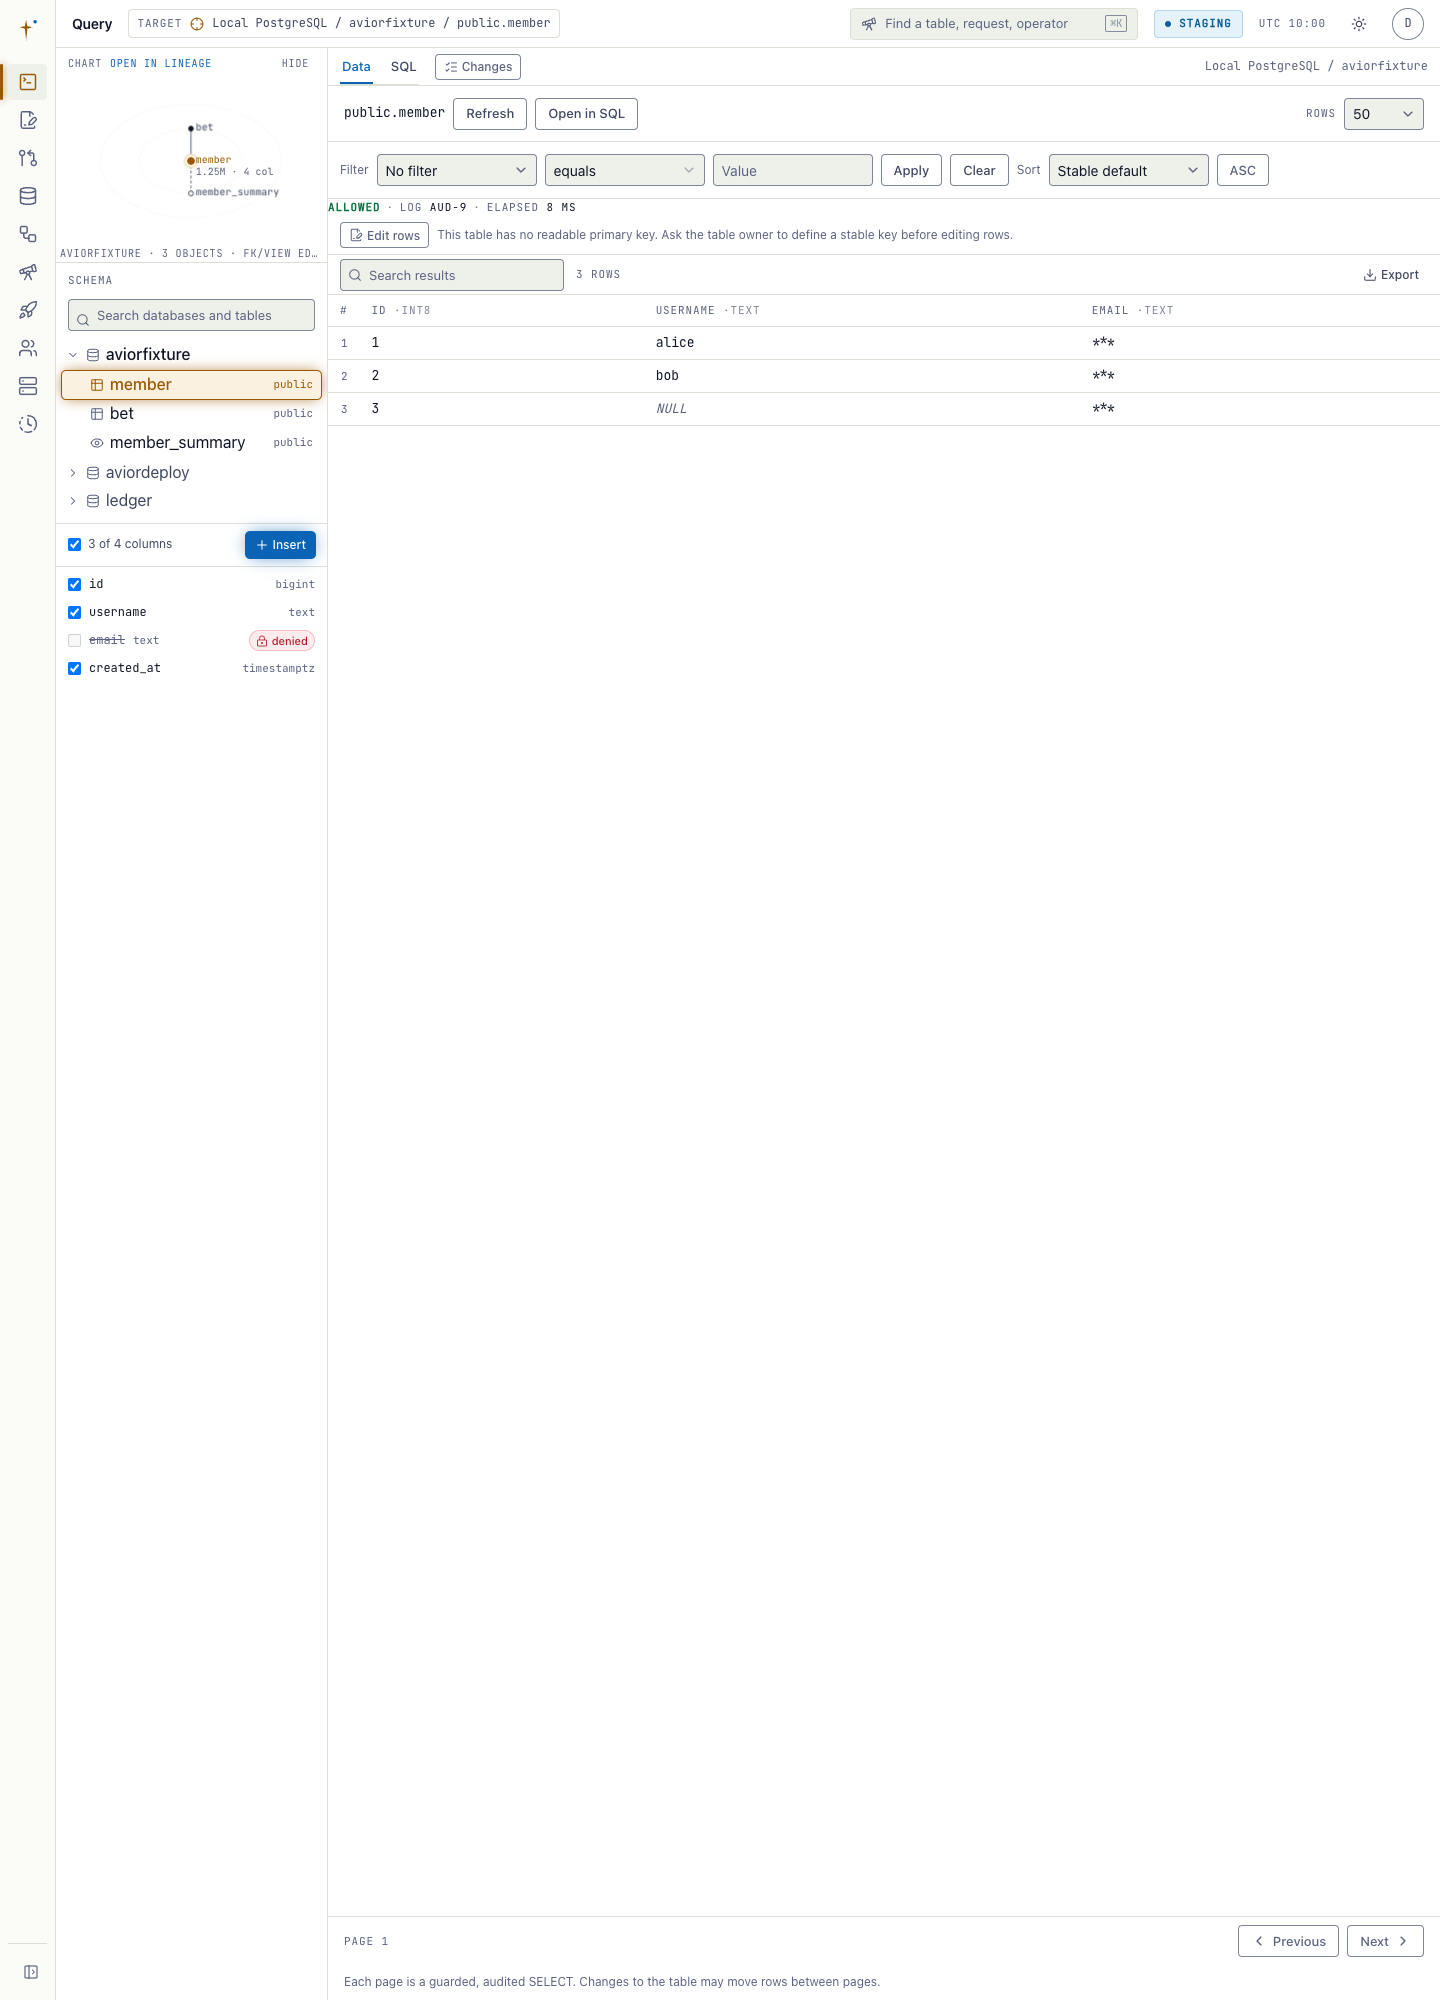 Query
TARGET Local PostgreSQL / aviorfixture / public.member
Find a table, request, operator ⌘K
STAGING
UTC 10:00
D
CHART OPEN IN LINEAGE HIDE
bet
member
1.25M · 4 col
member_summary
AVIORFIXTURE · 3 OBJECTS · FK/VIEW ED…
SCHEMA
Search databases and tables
aviorfixture
member public
bet public
member_summary public
aviordeploy
ledger
3 of 4 columns
Insert
id bigint
username text
email text denied
created_at timestamptz
Data SQL Changes
Local PostgreSQL / aviorfixture
public.member Refresh Open in SQL
ROWS 50
Filter No filter equals Value Apply Clear Sort Stable default ASC
ALLOWED · LOG AUD-9 · ELAPSED 8 MS
Edit rows This table has no readable primary key. Ask the table owner to define a stable key before editing rows.
Search results 3 ROWS Export
# ID ·INT8 USERNAME ·TEXT EMAIL ·TEXT
1 1 alice ***
2 2 bob ***
3 3 NULL ***
PAGE 1
Previous Next
Each page is a guarded, audited SELECT. Changes to the table may move rows between pages.